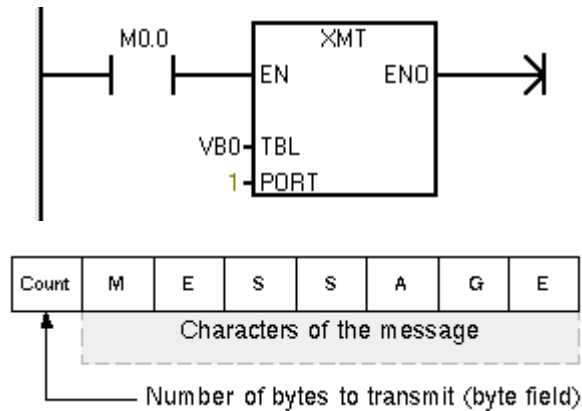 M0.0 XMT
EN ENO
VB0 TBL
1 PORT
Count M E S S A G E
Characters of the message
Number of bytes to transmit (byte field)